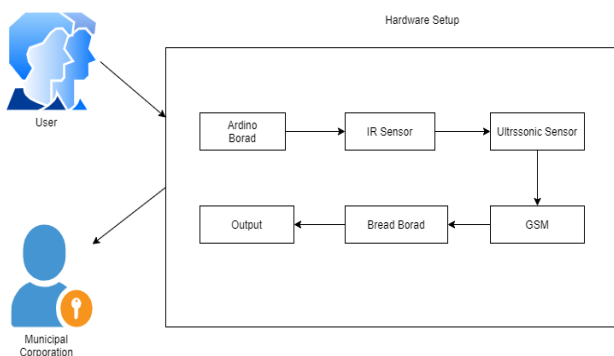 Hardware Setup
User
Ardino
Borad
IR Sensor
Ultrssonic Sensor
Output
Bread Borad
GSM
Municipal
Corporation